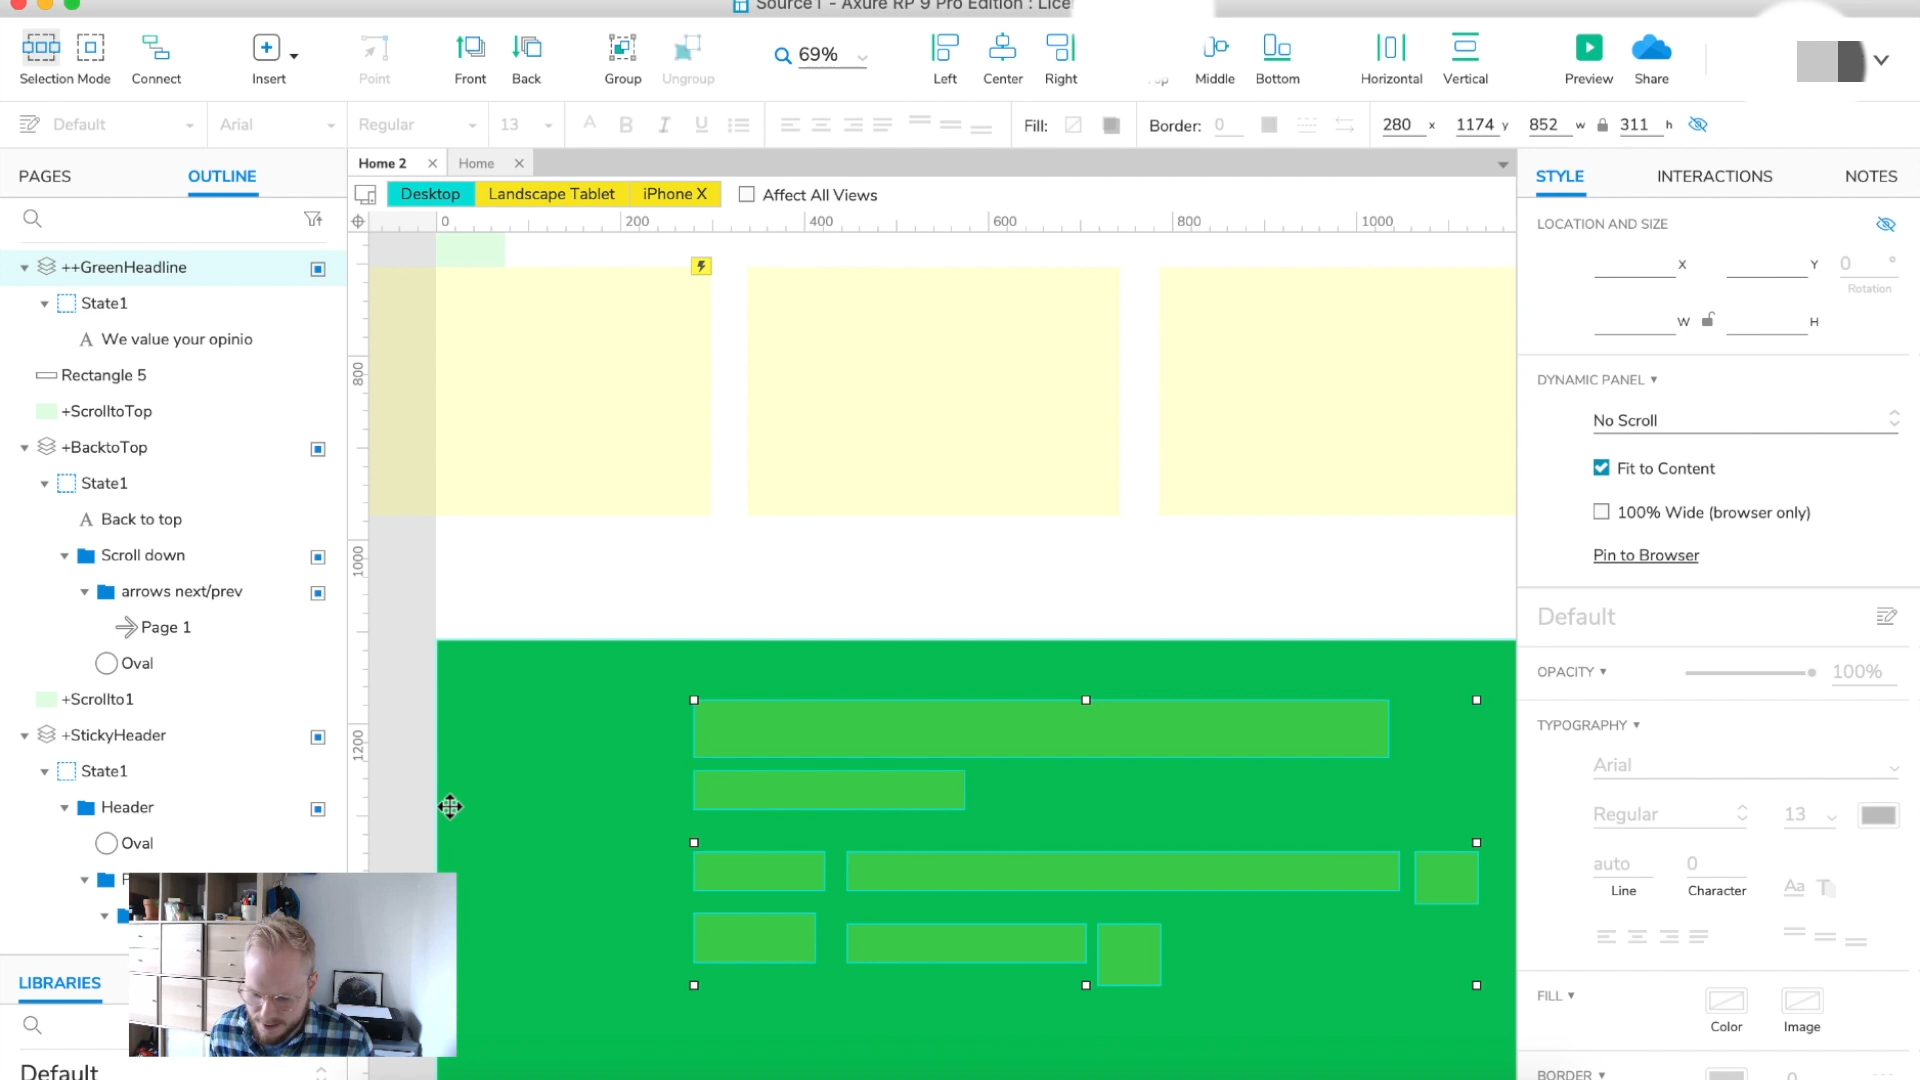 Source1 - Axure RP 9 Pro Edition : Lice
Selection Mode
Connect
Insert
Point
Front
Back
Group
Ungroup
69%
Left
Center
Right
Middle
Bottom
Horizontal
Vertical
Preview
Share
Default
Arial
Regular
13
Fill:
Border:
0
280 x
1174 y
852 w
311 h
PAGES
OUTLINE
Home 2
Home
Desktop
Landscape Tablet
iPhone X
Affect All Views
0
200
400
600
800
1000
800
1000
1200
++GreenHeadline
State1
We value your opinio
Rectangle 5
+ScrolltoTop
+BacktoTop
State1
Back to top
Scroll down
arrows next/prev
Page 1
Oval
+Scrollto1
+StickyHeader
State1
Header
Oval
LIBRARIES
Default
STYLE
INTERACTIONS
NOTES
LOCATION AND SIZE
X
Y
0 °
Rotation
W
H
DYNAMIC PANEL
No Scroll
Fit to Content
100% Wide (browser only)
Pin to Browser
Default
OPACITY
100%
TYPOGRAPHY
Arial
Regular
13
auto
0
Line
Character
Aa
FILL
Color
Image
BORDER